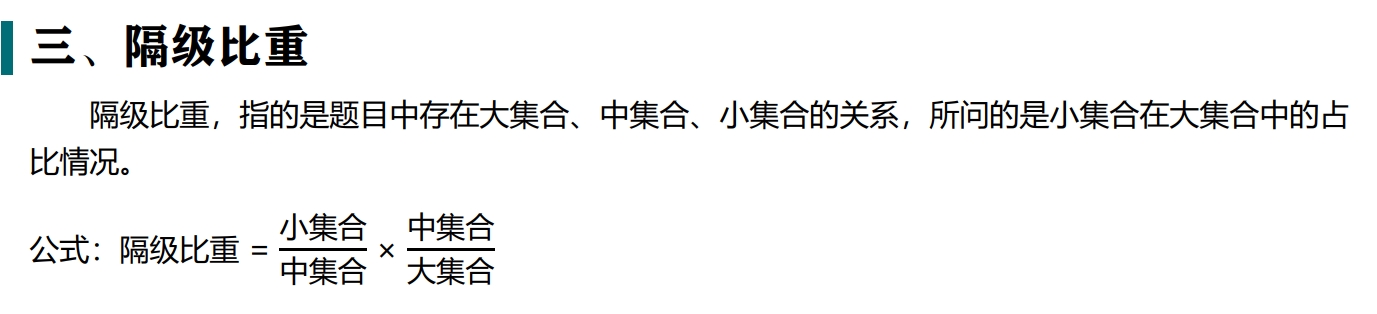 三、隔级比重
隔级比重，指的是题目中存在大集合、中集合、小集合的关系，所问的是小集合在大集合中的占
比情况。
公式：隔级比重 = 小集合/中集合 × 中集合/大集合